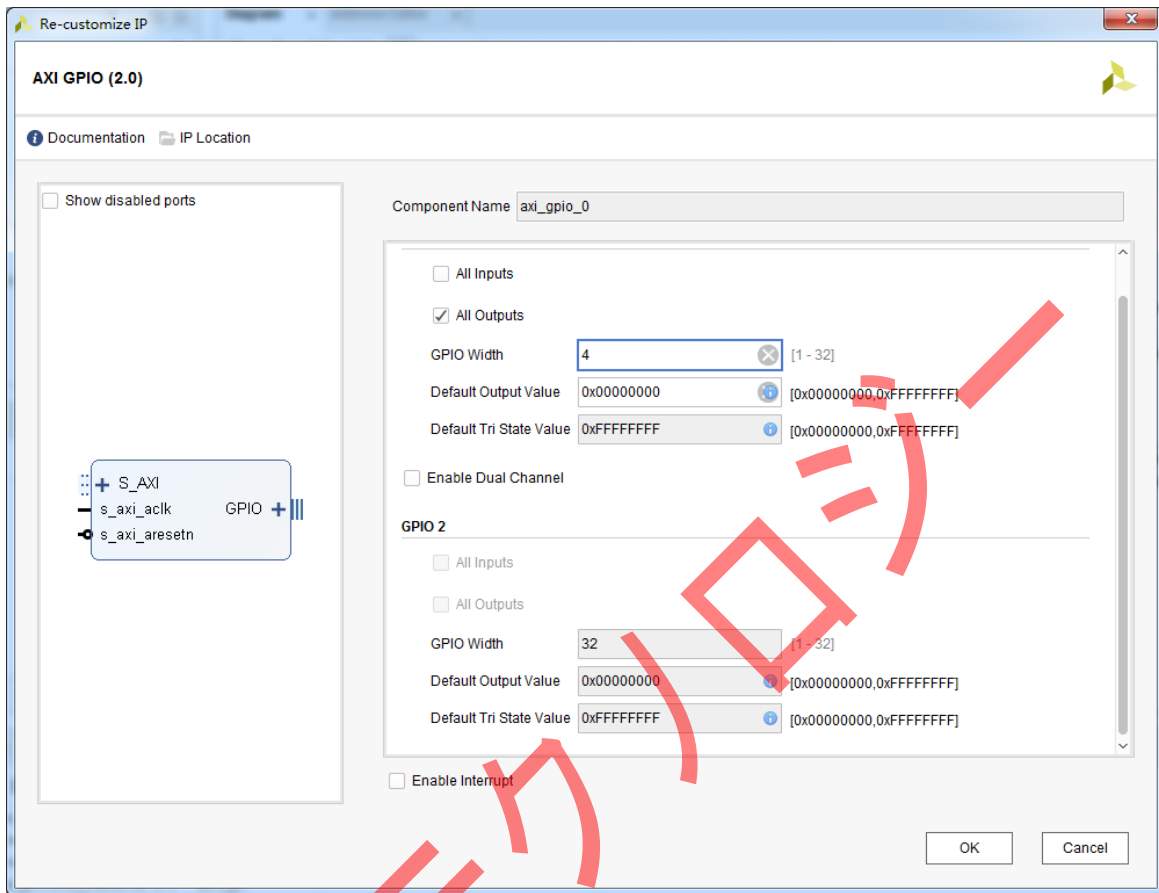 Re-customize IP
AXI GPIO (2.0)
Documentation IP Location
Show disabled ports
Component Name axi_gpio_0
All Inputs
All Outputs
GPIO Width 4 [1 - 32]
Default Output Value 0x00000000 [0x00000000,0xFFFFFFFF]
Default Tri State Value 0xFFFFFFFF [0x00000000,0xFFFFFFFF]
Enable Dual Channel
S_AXI
s_axi_aclk GPIO
s_axi_aresetn
GPIO 2
All Inputs
All Outputs
GPIO Width 32 [1 - 32]
Default Output Value 0x00000000 [0x00000000,0xFFFFFFFF]
Default Tri State Value 0xFFFFFFFF [0x00000000,0xFFFFFFFF]
Enable Interrupt
OK Cancel